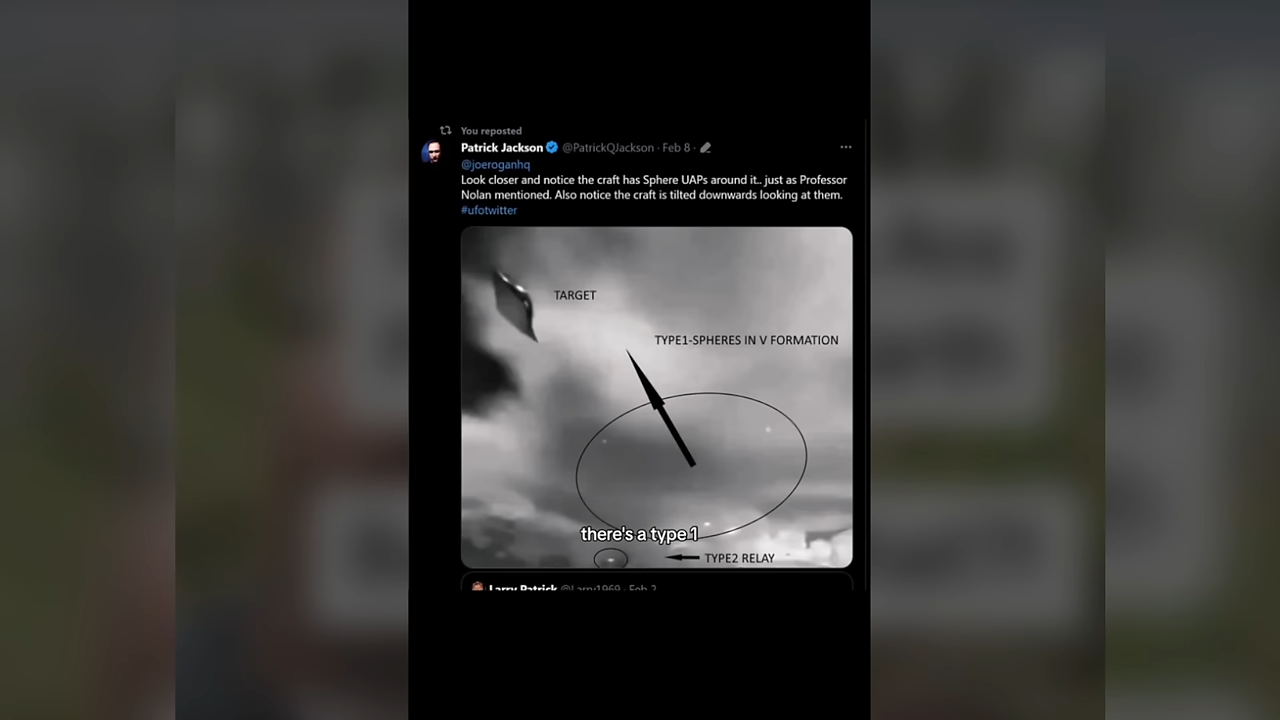 You reposted
Patrick Jackson @PatrickQJackson · Feb 8 ·
@joeroganhq
Look closer and notice the craft has Sphere UAPs around it.. just as Professor
Nolan mentioned. Also notice the craft is tilted downwards looking at them.
#ufotwitter
TARGET
TYPE1-SPHERES IN V FORMATION
there's a type 1
TYPE2 RELAY
Larry Patrick @Larry1969 · Feb 2